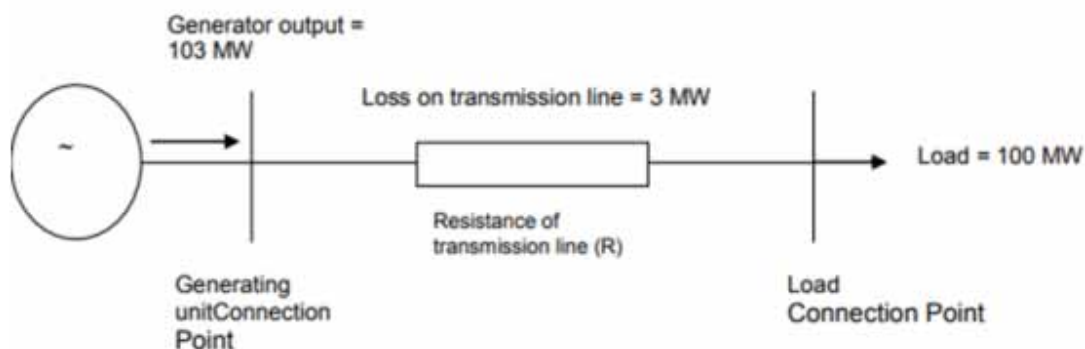 Generator output =
103 MW
Loss on transmission line = 3 MW
~
Load = 100 MW
Resistance of
transmission line (R)
Generating
unitConnection
Point
Load
Connection Point